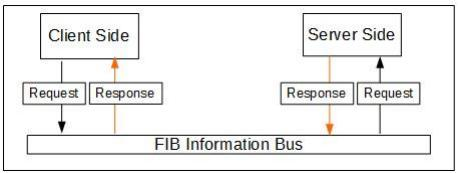 Client Side
Server Side
Request
Response
Response
Request
FIB Information Bus